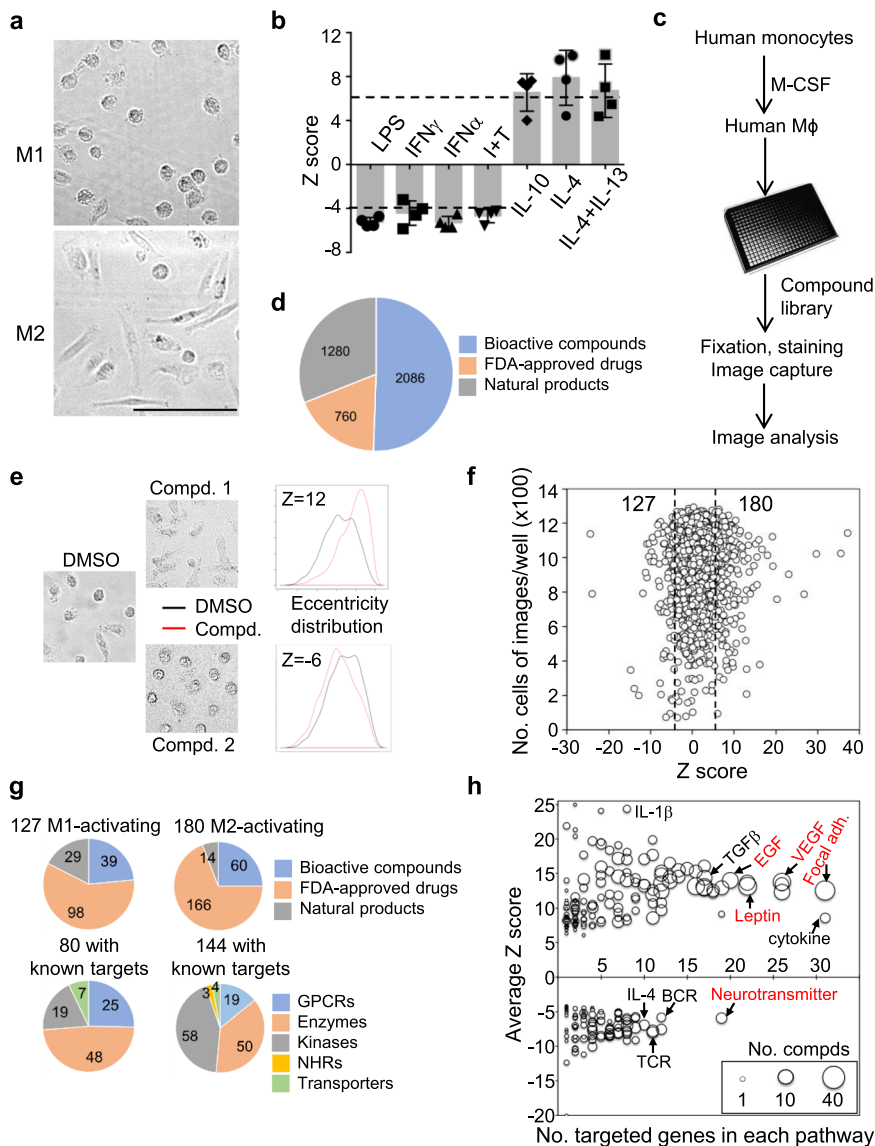 a
M1
M2
b
Z score
12
8
4
0
-4
-8
LPS
IFNγ
IFNα
I+T
IL-10
IL-4
IL-4+IL-13
c
Human monocytes
M-CSF
Human Mϕ
Compound
library
Fixation, staining
Image capture
Image analysis
d
1280
2086
760
Bioactive compounds
FDA-approved drugs
Natural products
e
Compd. 1
DMSO
DMSO
Compd.
Compd. 2
Z=12
Eccentricity
distribution
Z=-6
f
No. cells of images/well (x100)
14
12
10
8
6
4
2
0
127
180
-30
-20
-10
0
10
20
30
40
Z score
g
127 M1-activating
180 M2-activating
29
39
98
14
60
166
Bioactive compounds
FDA-approved drugs
Natural products
80 with
known targets
144 with
known targets
7
25
19
48
3
4
19
58
50
GPCRs
Enzymes
Kinases
NHRs
Transporters
h
Average Z score
25
20
15
10
5
0
-5
-10
-15
-20
IL-1β
TGFβ
EGF
VEGF
Focal adh.
Leptin
cytokine
5
10
15
20
25
30
35
IL-4
BCR
TCR
Neurotransmitter
No. compds
1
10
40
No. targeted genes in each pathway